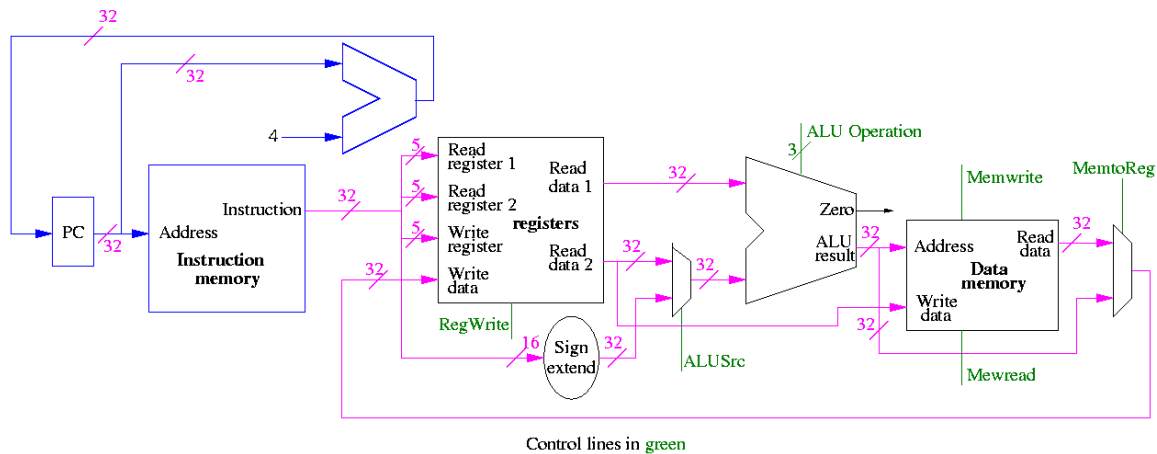 32
32
4
PC
32
Address
Instruction
Instruction
memory
32
5
5
5
32
Read
register 1
Read
register 2
Write
register
Write
data
registers
Read
data 1
Read
data 2
RegWrite
16
Sign
extend
32
32
32
32
ALUSrc
3
ALU Operation
Zero
ALU
result
32
32
Memwrite
Address
Read
data
Data
memory
Write
data
Mewread
32
MemtoReg
Control lines in green